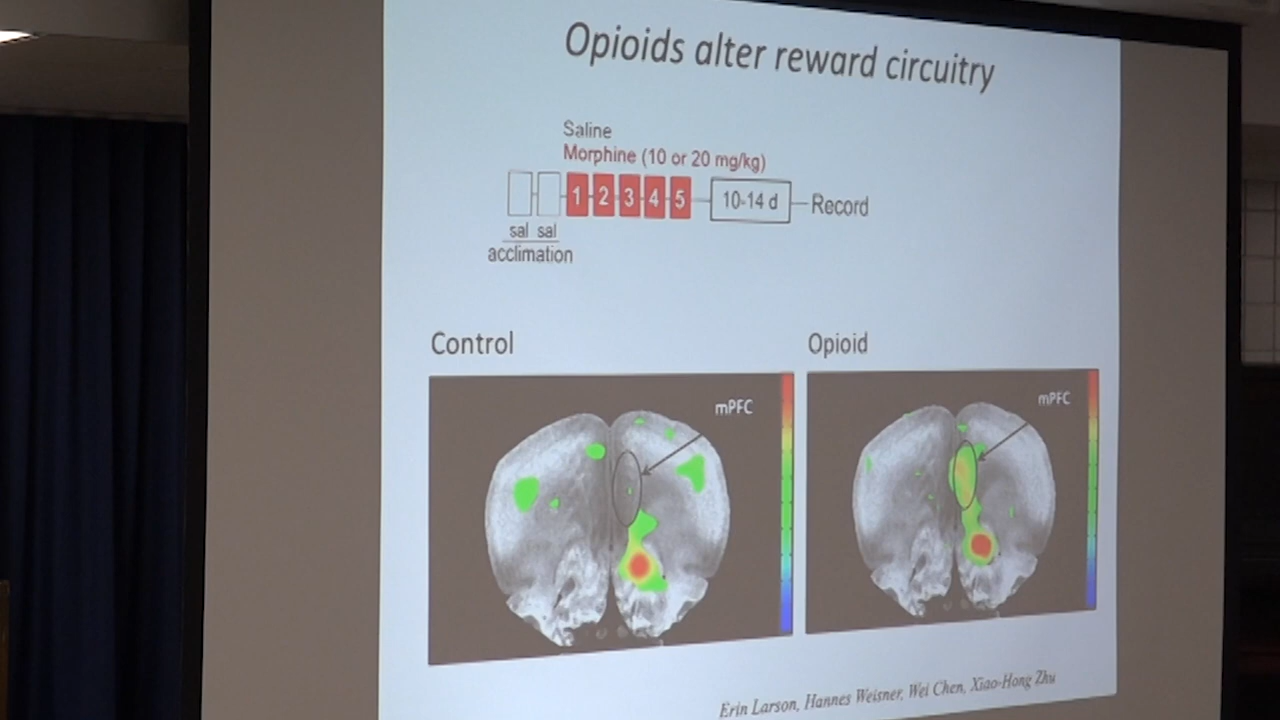 Opioids alter reward circuitry
Saline
Morphine (10 or 20 mg/kg)
1 2 3 4 5 10-14 d Record
sal sal
acclimation
Control
Opioid
mPFC
mPFC
Erin Larson, Hannes Weisner, Wei Chen, Xiao-Hong Zhu